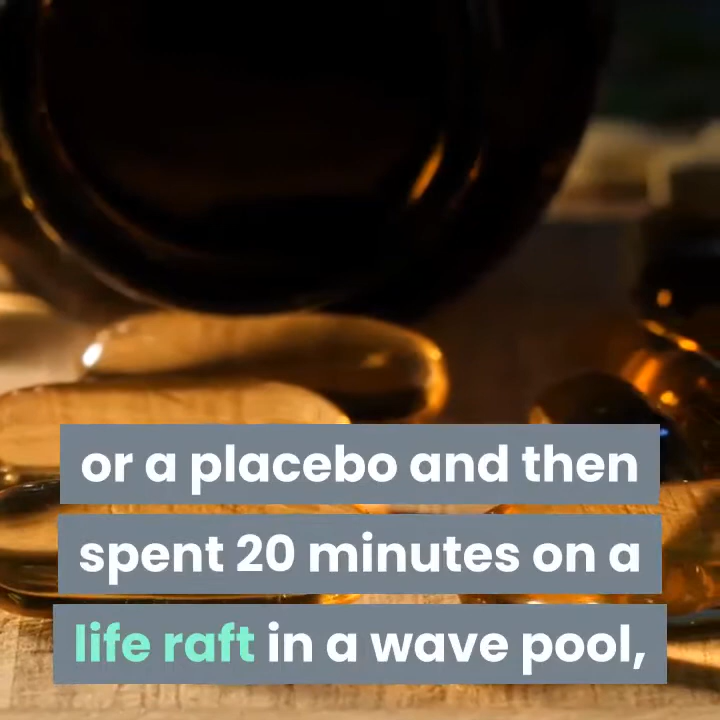 or a placebo and then
spent 20 minutes on a
life raft in a wave pool,